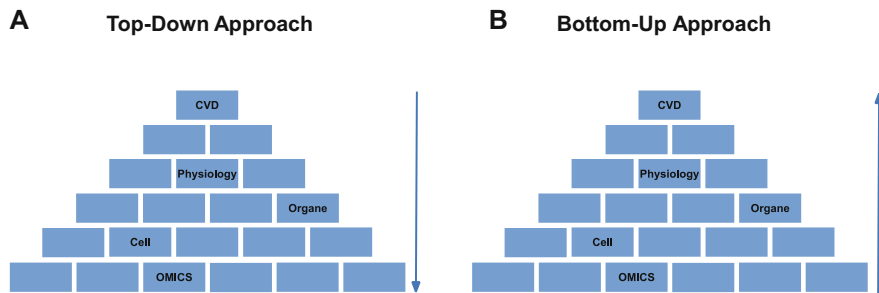 A Top-Down Approach
CVD
Physiology
Organe
Cell
OMICS
B Bottom-Up Approach
CVD
Physiology
Organe
Cell
OMICS